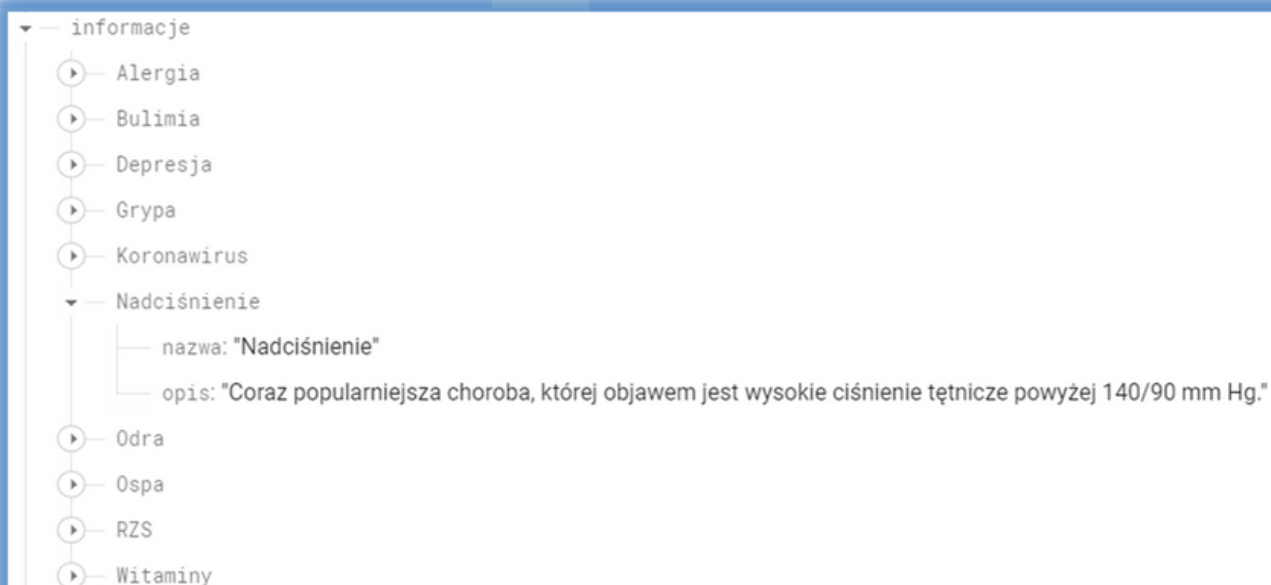 informacje
Alergia
Bulimia
Depresja
Grypa
Koronawirus
Nadciśnienie
nazwa: "Nadciśnienie"
opis: "Coraz popularniejsza choroba, której objawem jest wysokie ciśnienie tętnicze powyżej 140/90 mm Hg."
Odra
Ospa
RZS
Witaminy